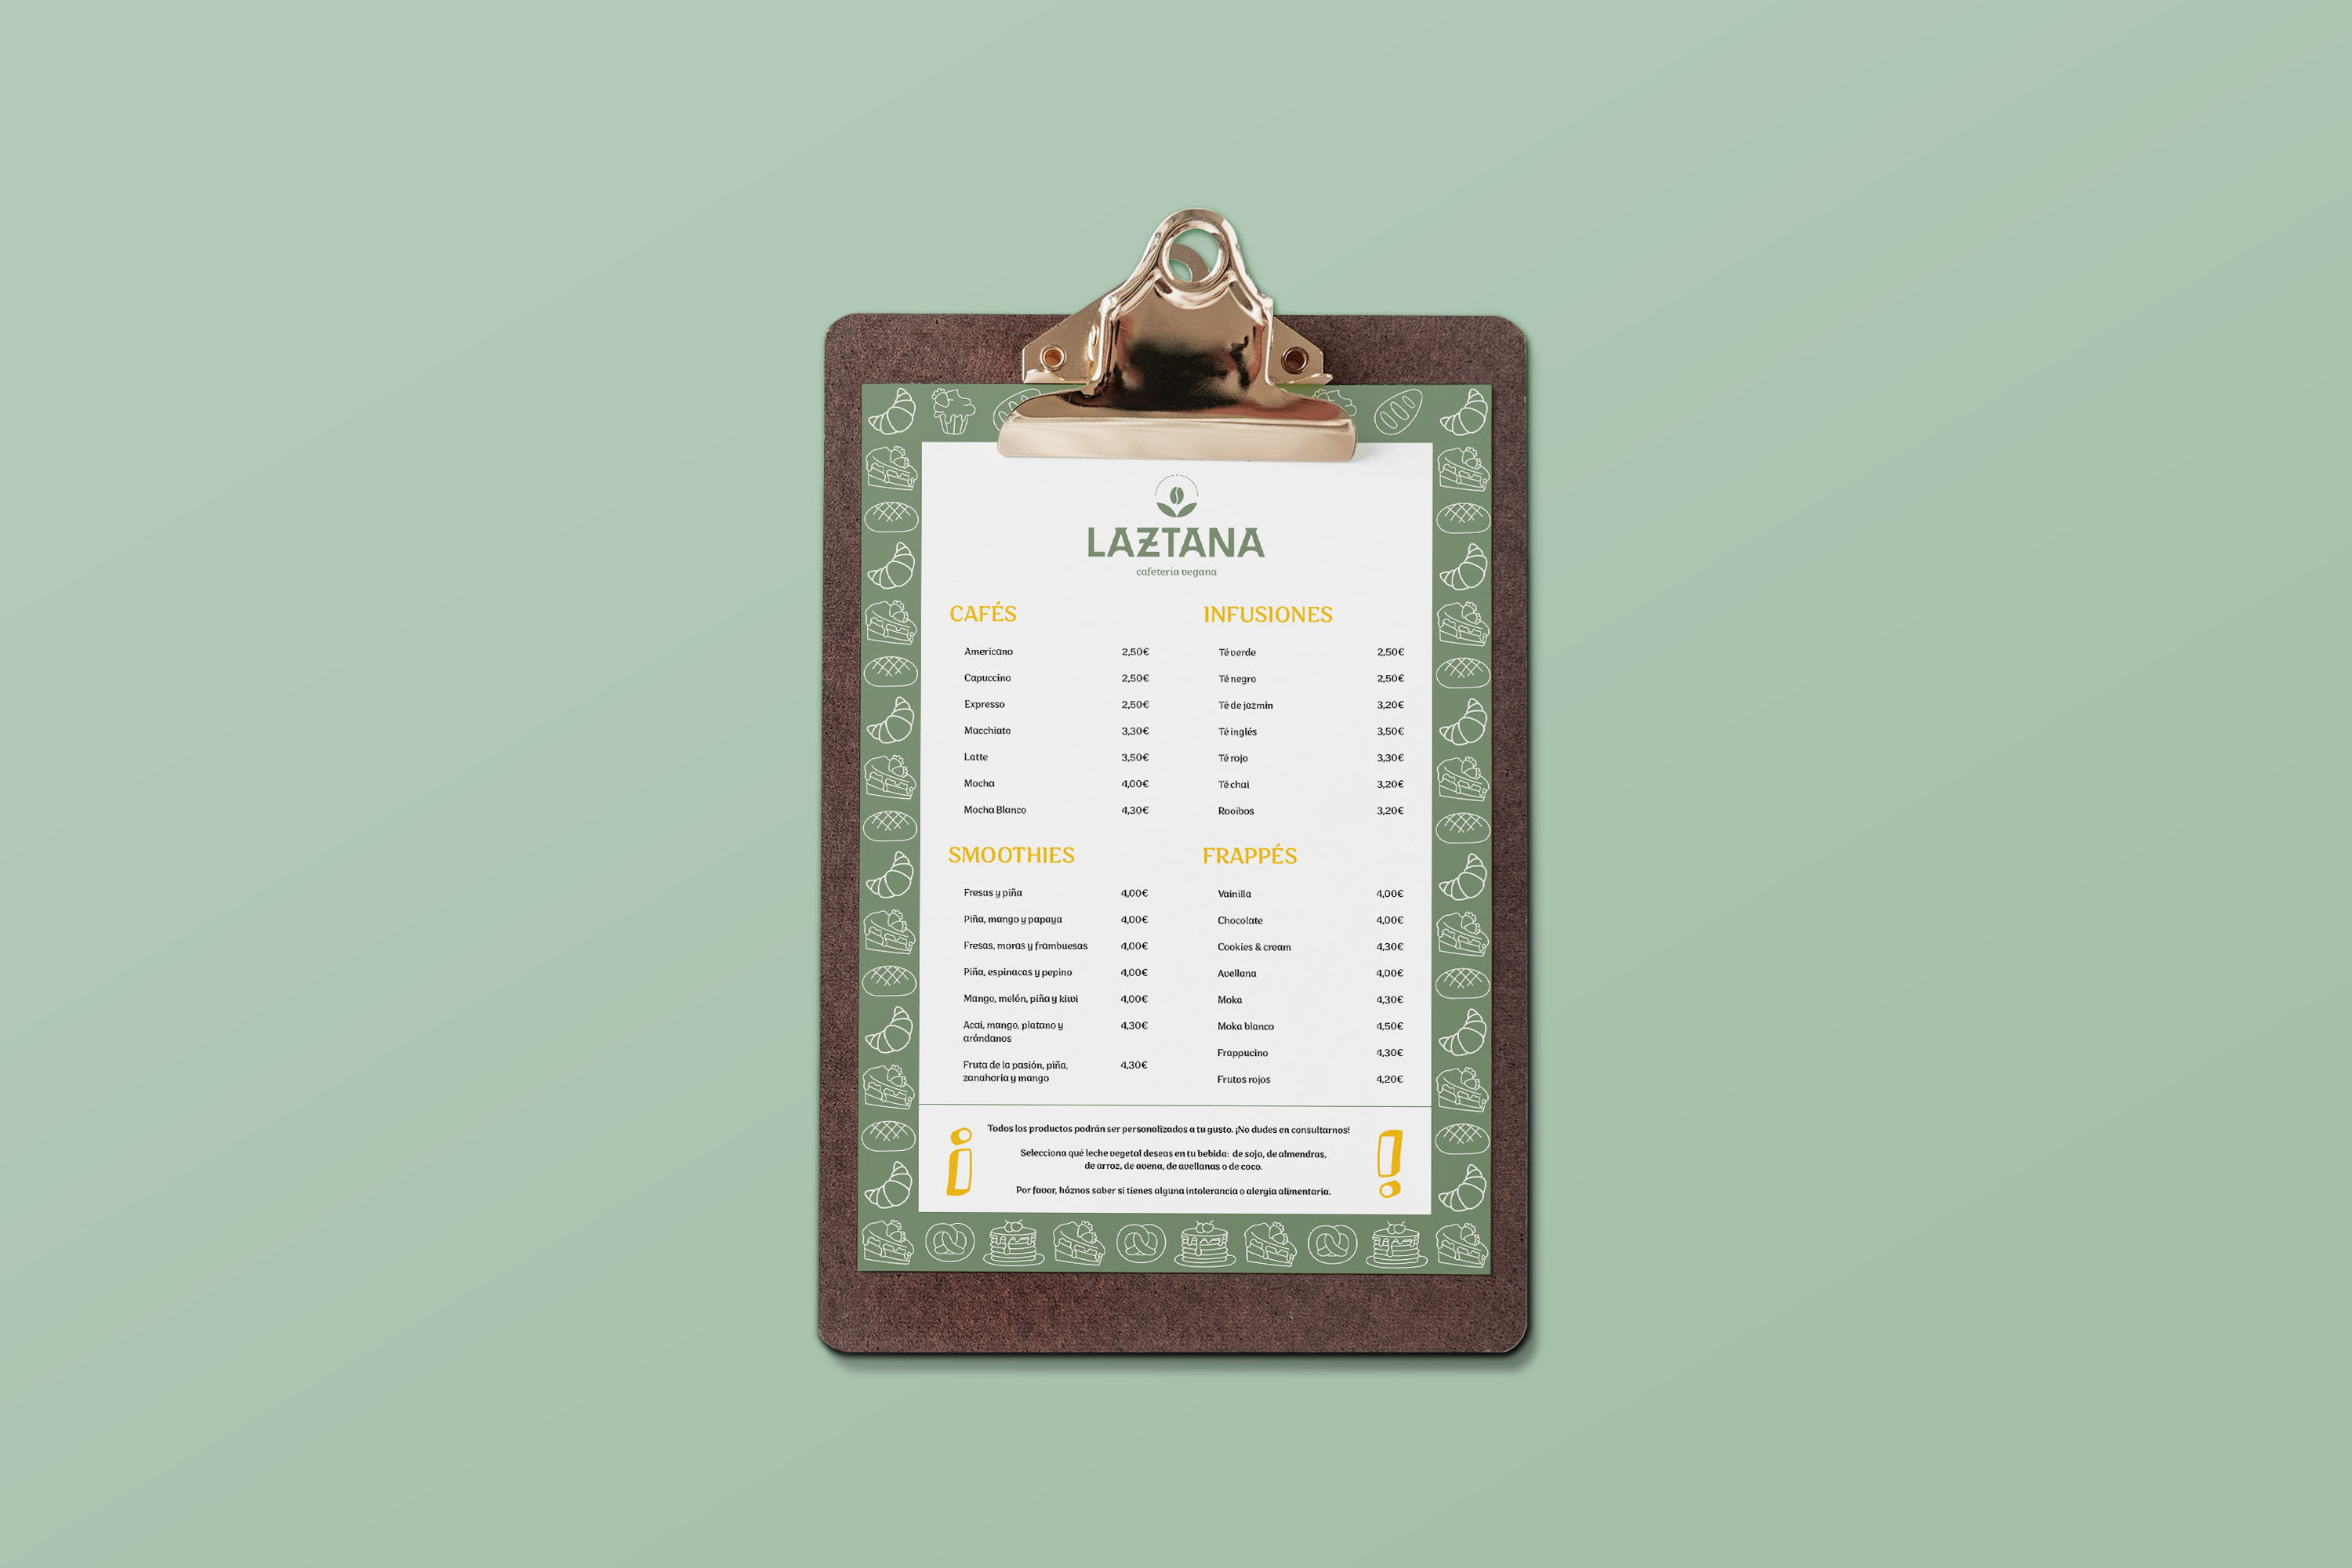 LAZTANA
cafetería vegana
CAFÉS
Americano 2,50€
Capuccino 2,50€
Expresso 2,50€
Macchiato 3,30€
Latte 3,50€
Mocha 4,00€
Mocha Blanco 4,30€
INFUSIONES
Té verde 2,50€
Té negro 2,50€
Té de jazmín 3,20€
Té inglés 3,50€
Té rojo 3,30€
Té chai 3,20€
Rooibos 3,20€
SMOOTHIES
Fresas y piña 4,00€
Piña, mango y papaya 4,00€
Fresas, moras y frambuesas 4,00€
Piña, espinacas y pepino 4,00€
Mango, melón, piña y kiwi 4,00€
Acai, mango, platano y 4,30€
arándanos
Fruta de la pasión, piña, 4,30€
zanahoria y mango
FRAPPÉS
Vainilla 4,00€
Chocolate 4,00€
Cookies & cream 4,30€
Avellana 4,00€
Moka 4,30€
Moka blanco 4,50€
Frappucino 4,30€
Frutos rojos 4,20€
¡ Todos los productos podrán ser personalizados a tu gusto. ¡No dudes en consultarnos! !
Selecciona qué leche vegetal deseas en tu bebida: de soja, de almendras,
de arroz, de avena, de avellanas o de coco.
Por favor, háznos saber si tienes alguna intolerancia o alergia alimentaria.